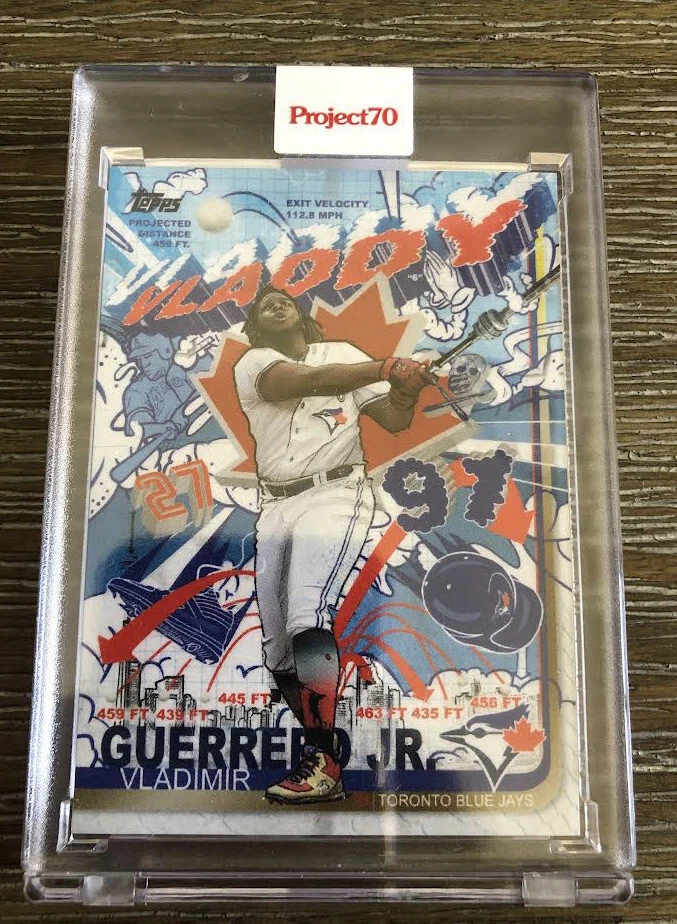 Project70
Topps
EXIT VELOCITY
112.8 MPH
PROJECTED
DISTANCE
459 FT.
VLADDY
"6"
27
97
445 FT
459 FT 439 FT
463 FT 435 FT
456 FT
GUERRERO JR.
VLADIMIR
TORONTO BLUE JAYS